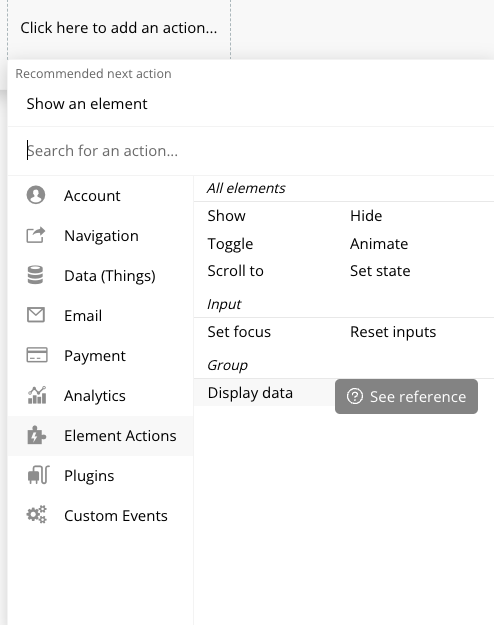 Click here to add an action...
Recommended next action
Show an element
Search for an action...
Account
Navigation
Data (Things)
Email
Payment
Analytics
Element Actions
Plugins
Custom Events
All elements
Show Hide
Toggle Animate
Scroll to Set state
Input
Set focus Reset inputs
Group
Display data See reference